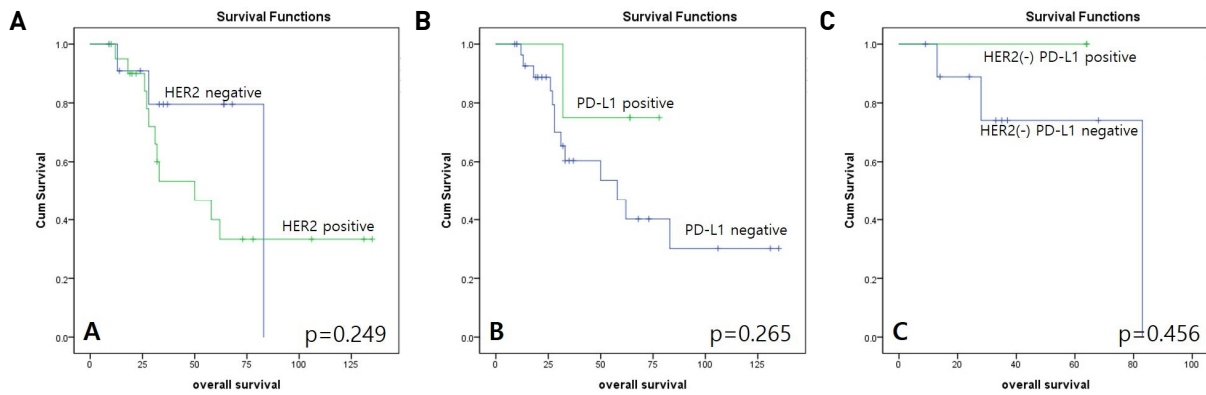 A
Survival Functions
1.0
0.8
0.6
0.4
0.2
0.0
Cum Survival
HER2 negative
HER2 positive
A
p=0.249
0 25 50 75 100 125
overall survival
B
Survival Functions
1.0
0.8
0.6
0.4
0.2
0.0
Cum Survival
PD-L1 positive
PD-L1 negative
B
p=0.265
0 25 50 75 100 125
overall survival
C
Survival Functions
1.0
0.8
0.6
0.4
0.2
0.0
Cum Survival
HER2(-) PD-L1 positive
HER2(-) PD-L1 negative
C
p=0.456
0 20 40 60 80 100
overall survival